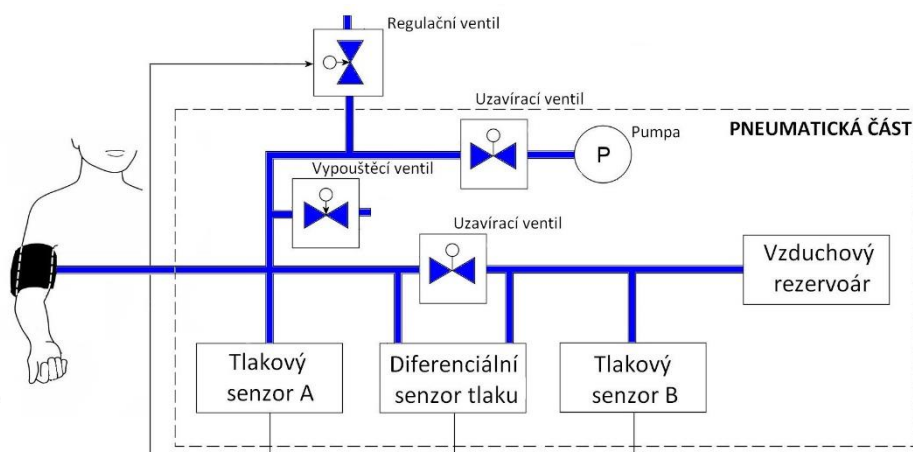 Regulační ventil
Uzavírací ventil
Pumpa
P
PNEUMATICKÁ ČÁST
Vypouštěcí ventil
Uzavírací ventil
Vzduchový
rezervoár
Tlakový
senzor A
Diferenciální
senzor tlaku
Tlakový
senzor B